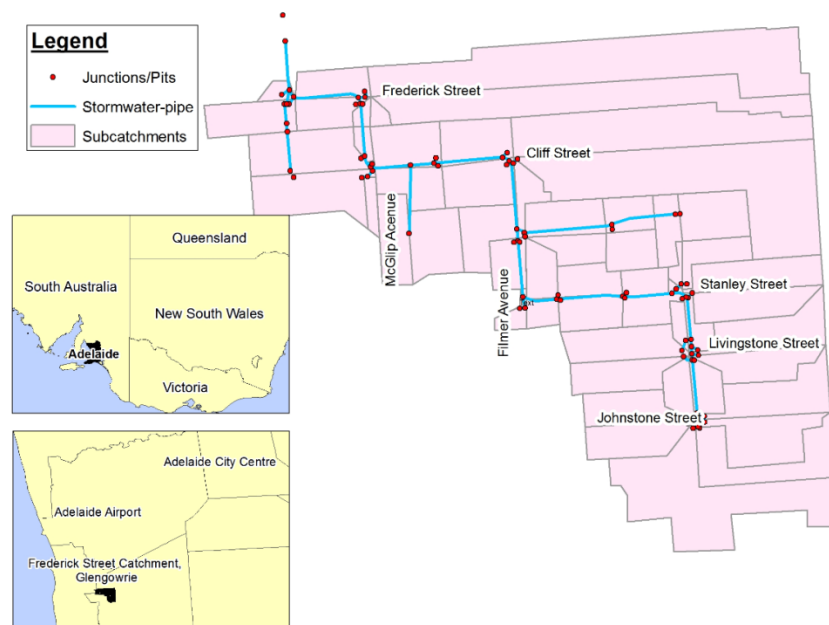 Legend
Junctions/Pits
Stormwater-pipe
Subcatchments
Frederick Street
Cliff Street
McGlip Acenue
Filmer Avenue
Stanley Street
Livingstone Street
Johnstone Street
Queensland
South Australia
New South Wales
Adelaide
Victoria
Adelaide City Centre
Adelaide Airport
Frederick Street Catchment,
Glengowrie